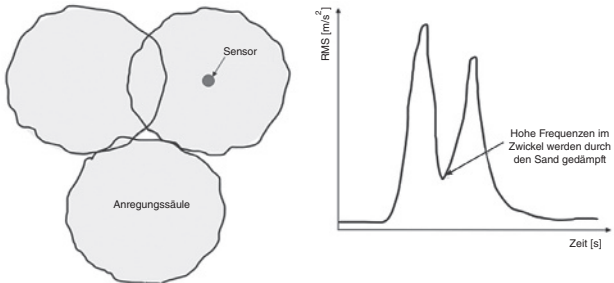 Sensor
Anregungssäule
RMS [m/s²]
Hohe Frequenzen im
Zwickel werden durch
den Sand gedämpft
Zeit [s]